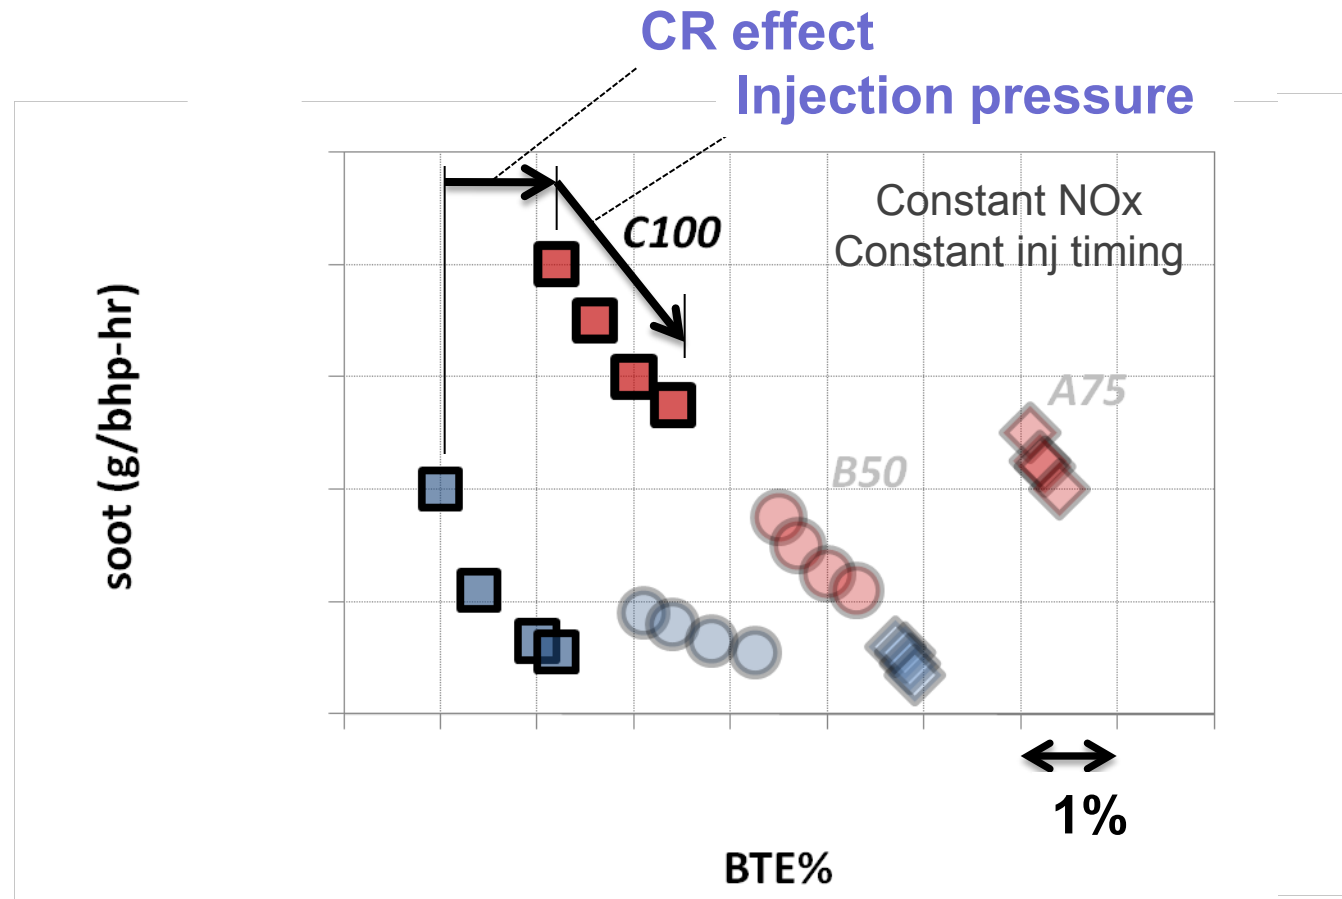 CR effect
Injection pressure
Constant NOx
Constant inj timing
C100
A75
B50
soot (g/bhp-hr)
1%
BTE%